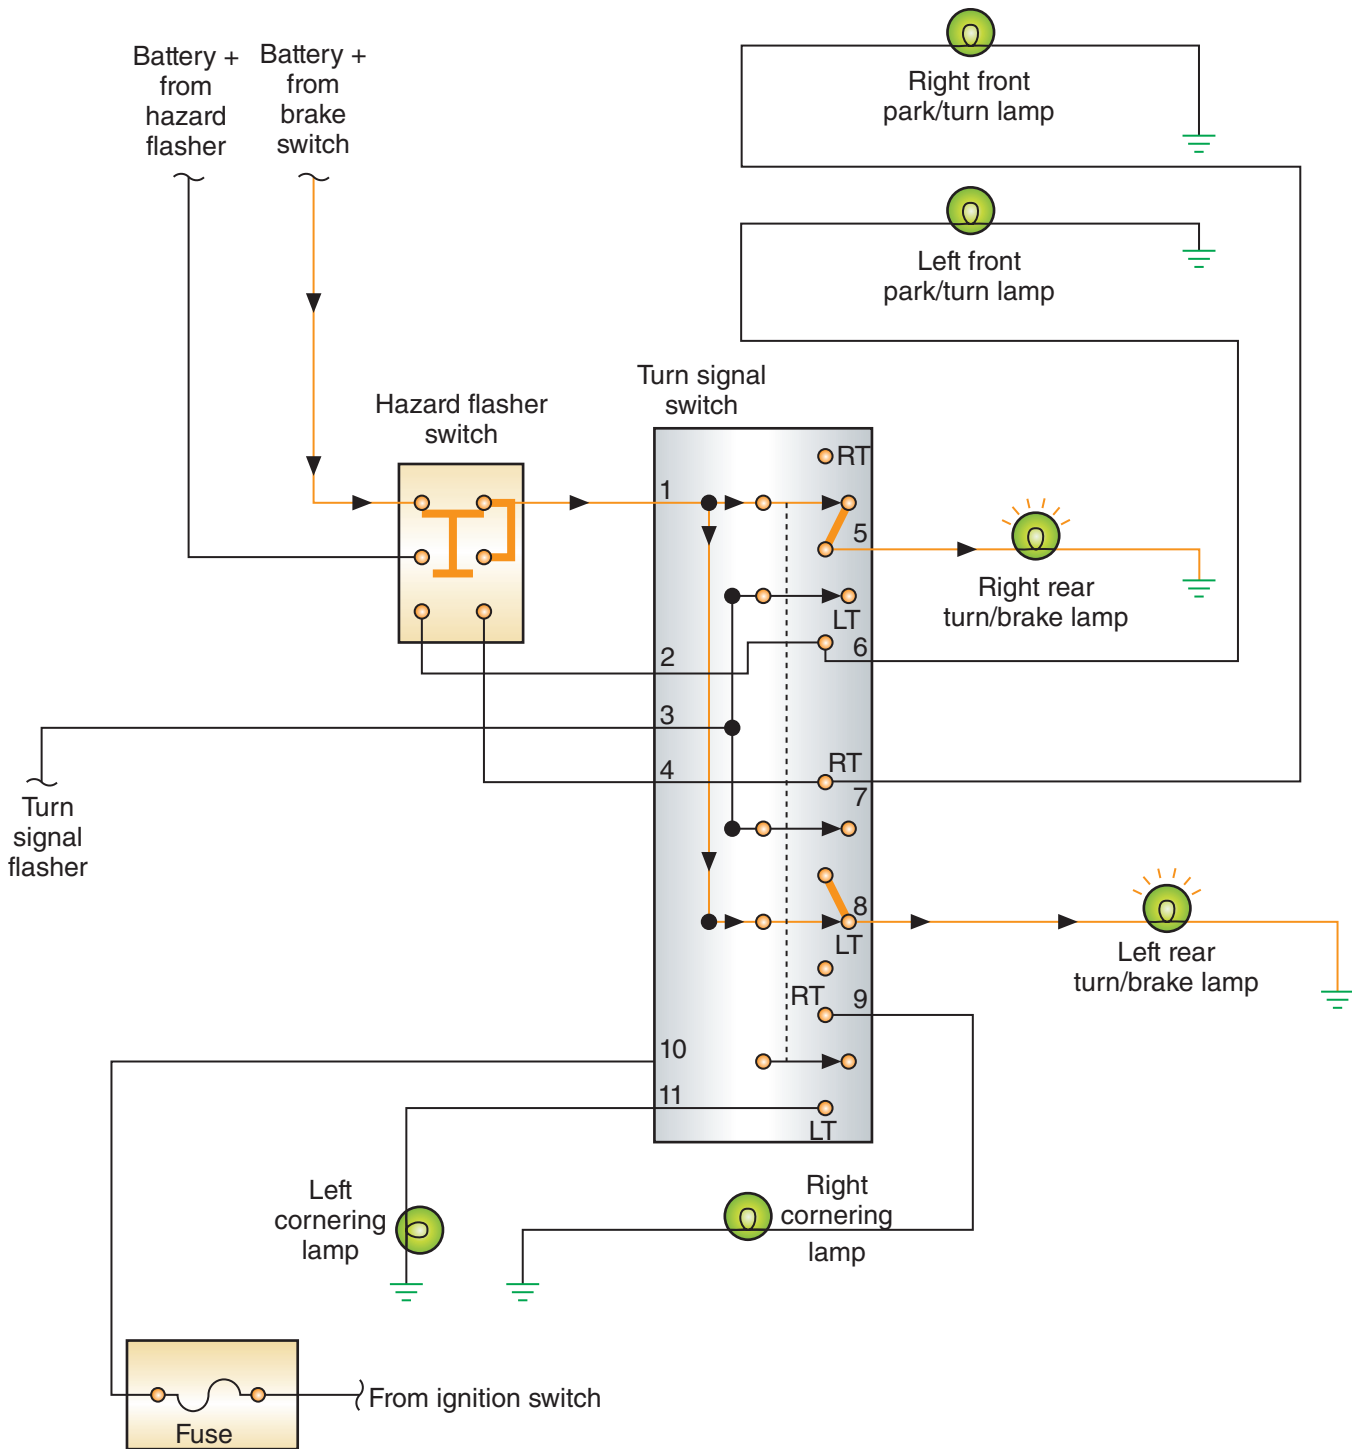 Battery +
from
hazard
flasher
Battery +
from
brake
switch
Right front
park/turn lamp
Left front
park/turn lamp
Turn signal
switch
Hazard flasher
switch
RT
1
5
Right rear
turn/brake lamp
LT
6
2
3
4
RT
7
Turn
signal
flasher
8
LT
Left rear
turn/brake lamp
RT
9
10
11
LT
Left
cornering
lamp
Right
cornering
lamp
From ignition switch
Fuse